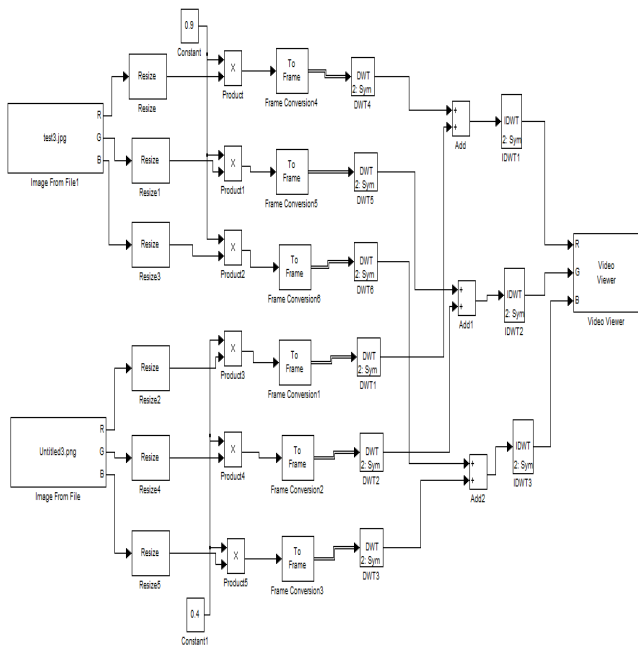 0.9
Constant
Resize
Resize
X
Product
To
Frame
Frame Conversion4
DWT
2: Sym
DWT4
+
+
Add
IDWT
2: Sym
IDWT1
test3.jpg
R
G
B
Image From File1
Resize
Resize1
X
Product1
To
Frame
Frame Conversion5
DWT
2: Sym
DWT5
Resize
Resize3
X
Product2
To
Frame
Frame Conversion6
DWT
2: Sym
DWT6
+
+
Add1
IDWT
2: Sym
IDWT2
R
G
B
Video
Viewer
Video Viewer
Resize
Resize2
X
Product3
To
Frame
Frame Conversion1
DWT
2: Sym
DWT1
Untitled3.png
R
G
B
Image From File
Resize
Resize4
X
Product4
To
Frame
Frame Conversion2
DWT
2: Sym
DWT2
+
+
Add2
IDWT
2: Sym
IDWT3
Resize
Resize5
X
Product5
To
Frame
Frame Conversion3
DWT
2: Sym
DWT3
0.4
Constant1